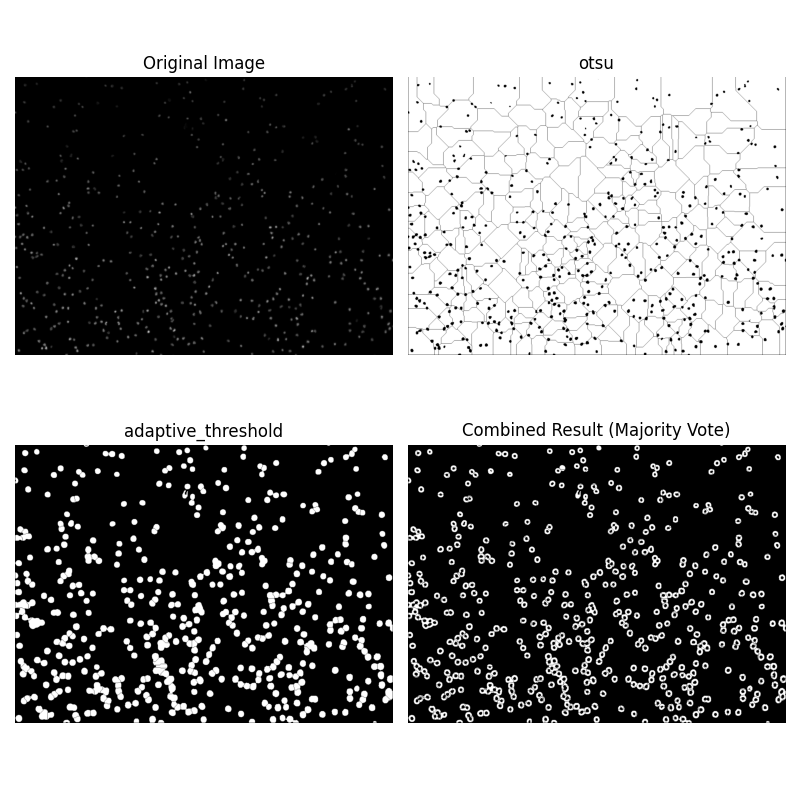 Original Image
otsu
adaptive_threshold
Combined Result (Majority Vote)